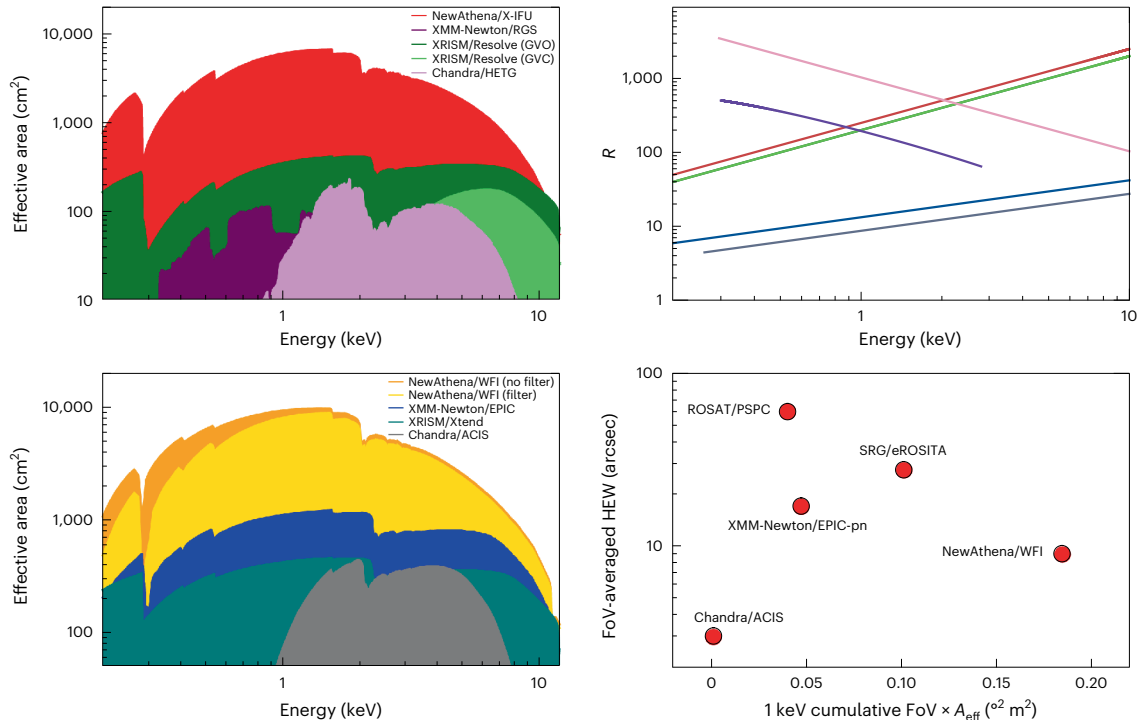 NewAthena/X-IFU
XMM-Newton/RGS
XRISM/Resolve (GVO)
XRISM/Resolve (GVC)
Chandra/HETG
10,000
1,000
100
10
Effective area (cm²)
1
10
Energy (keV)
1,000
100
10
1
R
1
10
Energy (keV)
NewAthena/WFI (no filter)
NewAthena/WFI (filter)
XMM-Newton/EPIC
XRISM/Xtend
Chandra/ACIS
10,000
1,000
100
Effective area (cm²)
1
10
Energy (keV)
100
10
FoV-averaged HEW (arcsec)
ROSAT/PSPC
SRG/eROSITA
XMM-Newton/EPIC-pn
NewAthena/WFI
Chandra/ACIS
0
0.05
0.10
0.15
0.20
1 keV cumulative FoV × Aeff (°² m²)